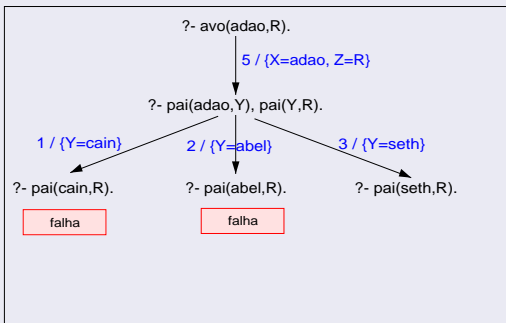 ?- avo(adao,R).
5 / {X=adao, Z=R}
?- pai(adao,Y), pai(Y,R).
1 / {Y=cain}
2 / {Y=abel}
3 / {Y=seth}
?- pai(cain,R).
?- pai(abel,R).
?- pai(seth,R).
falha
falha